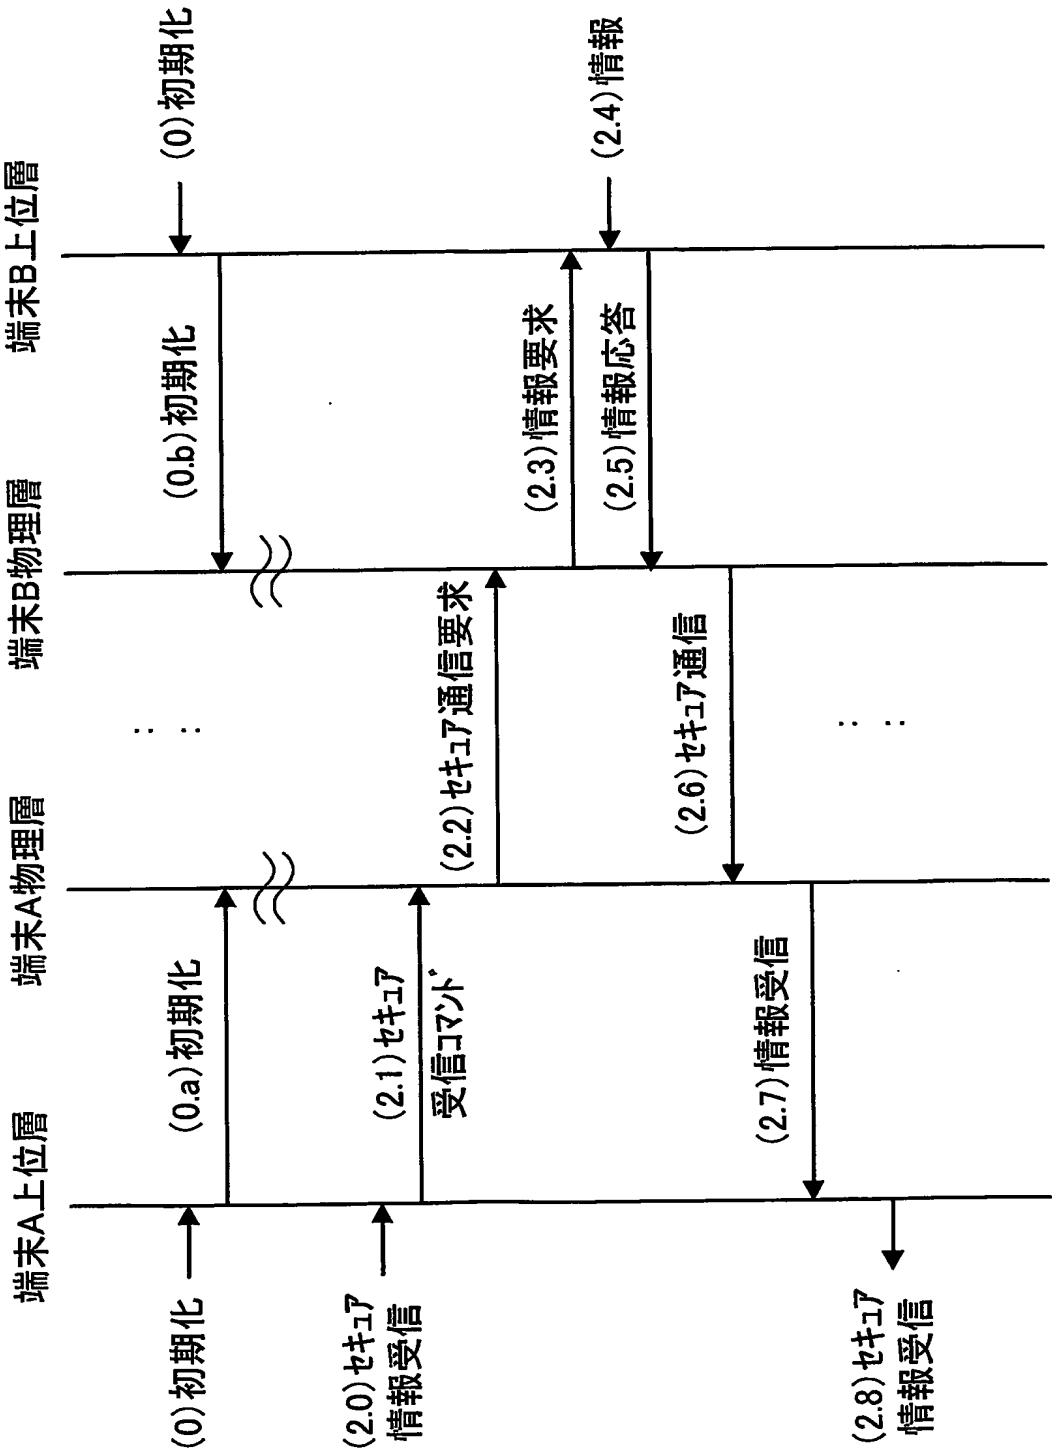 端末A上位層
端末A物理層
端末B物理層
端末B上位層
(0)初期化
(0.a)初期化
(0.b)初期化
(0)初期化
(2.0)セキュア
情報受信
(2.1)セキュア
受信コマンド
(2.2)セキュア通信要求
(2.3)情報要求
(2.4)情報
(2.5)情報応答
(2.6)セキュア通信
(2.7)情報受信
(2.8)セキュア
情報受信